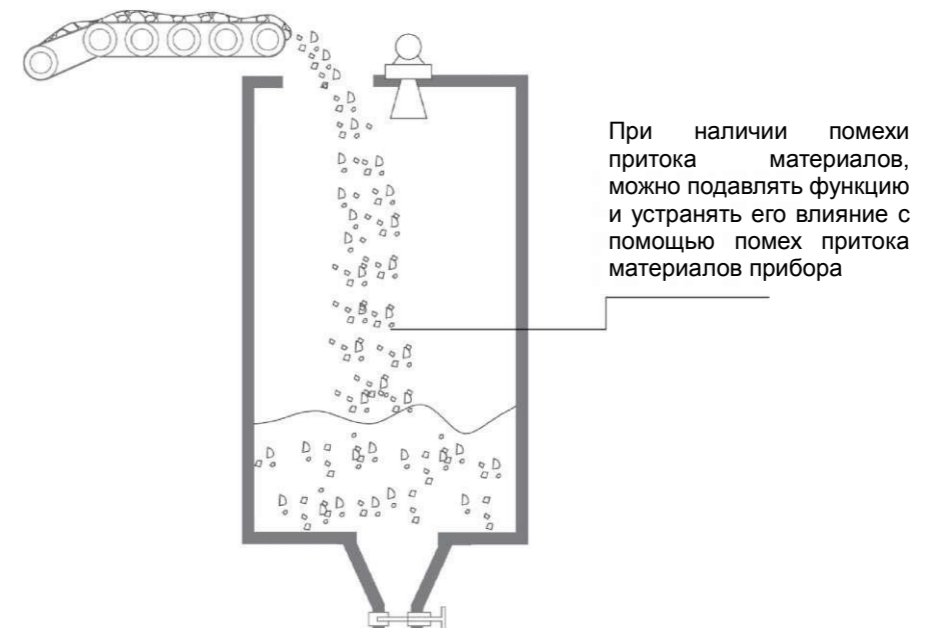 При наличии помехи
притока материалов,
можно подавлять функцию
и устранять его влияние с
помощью помех притока
материалов прибора